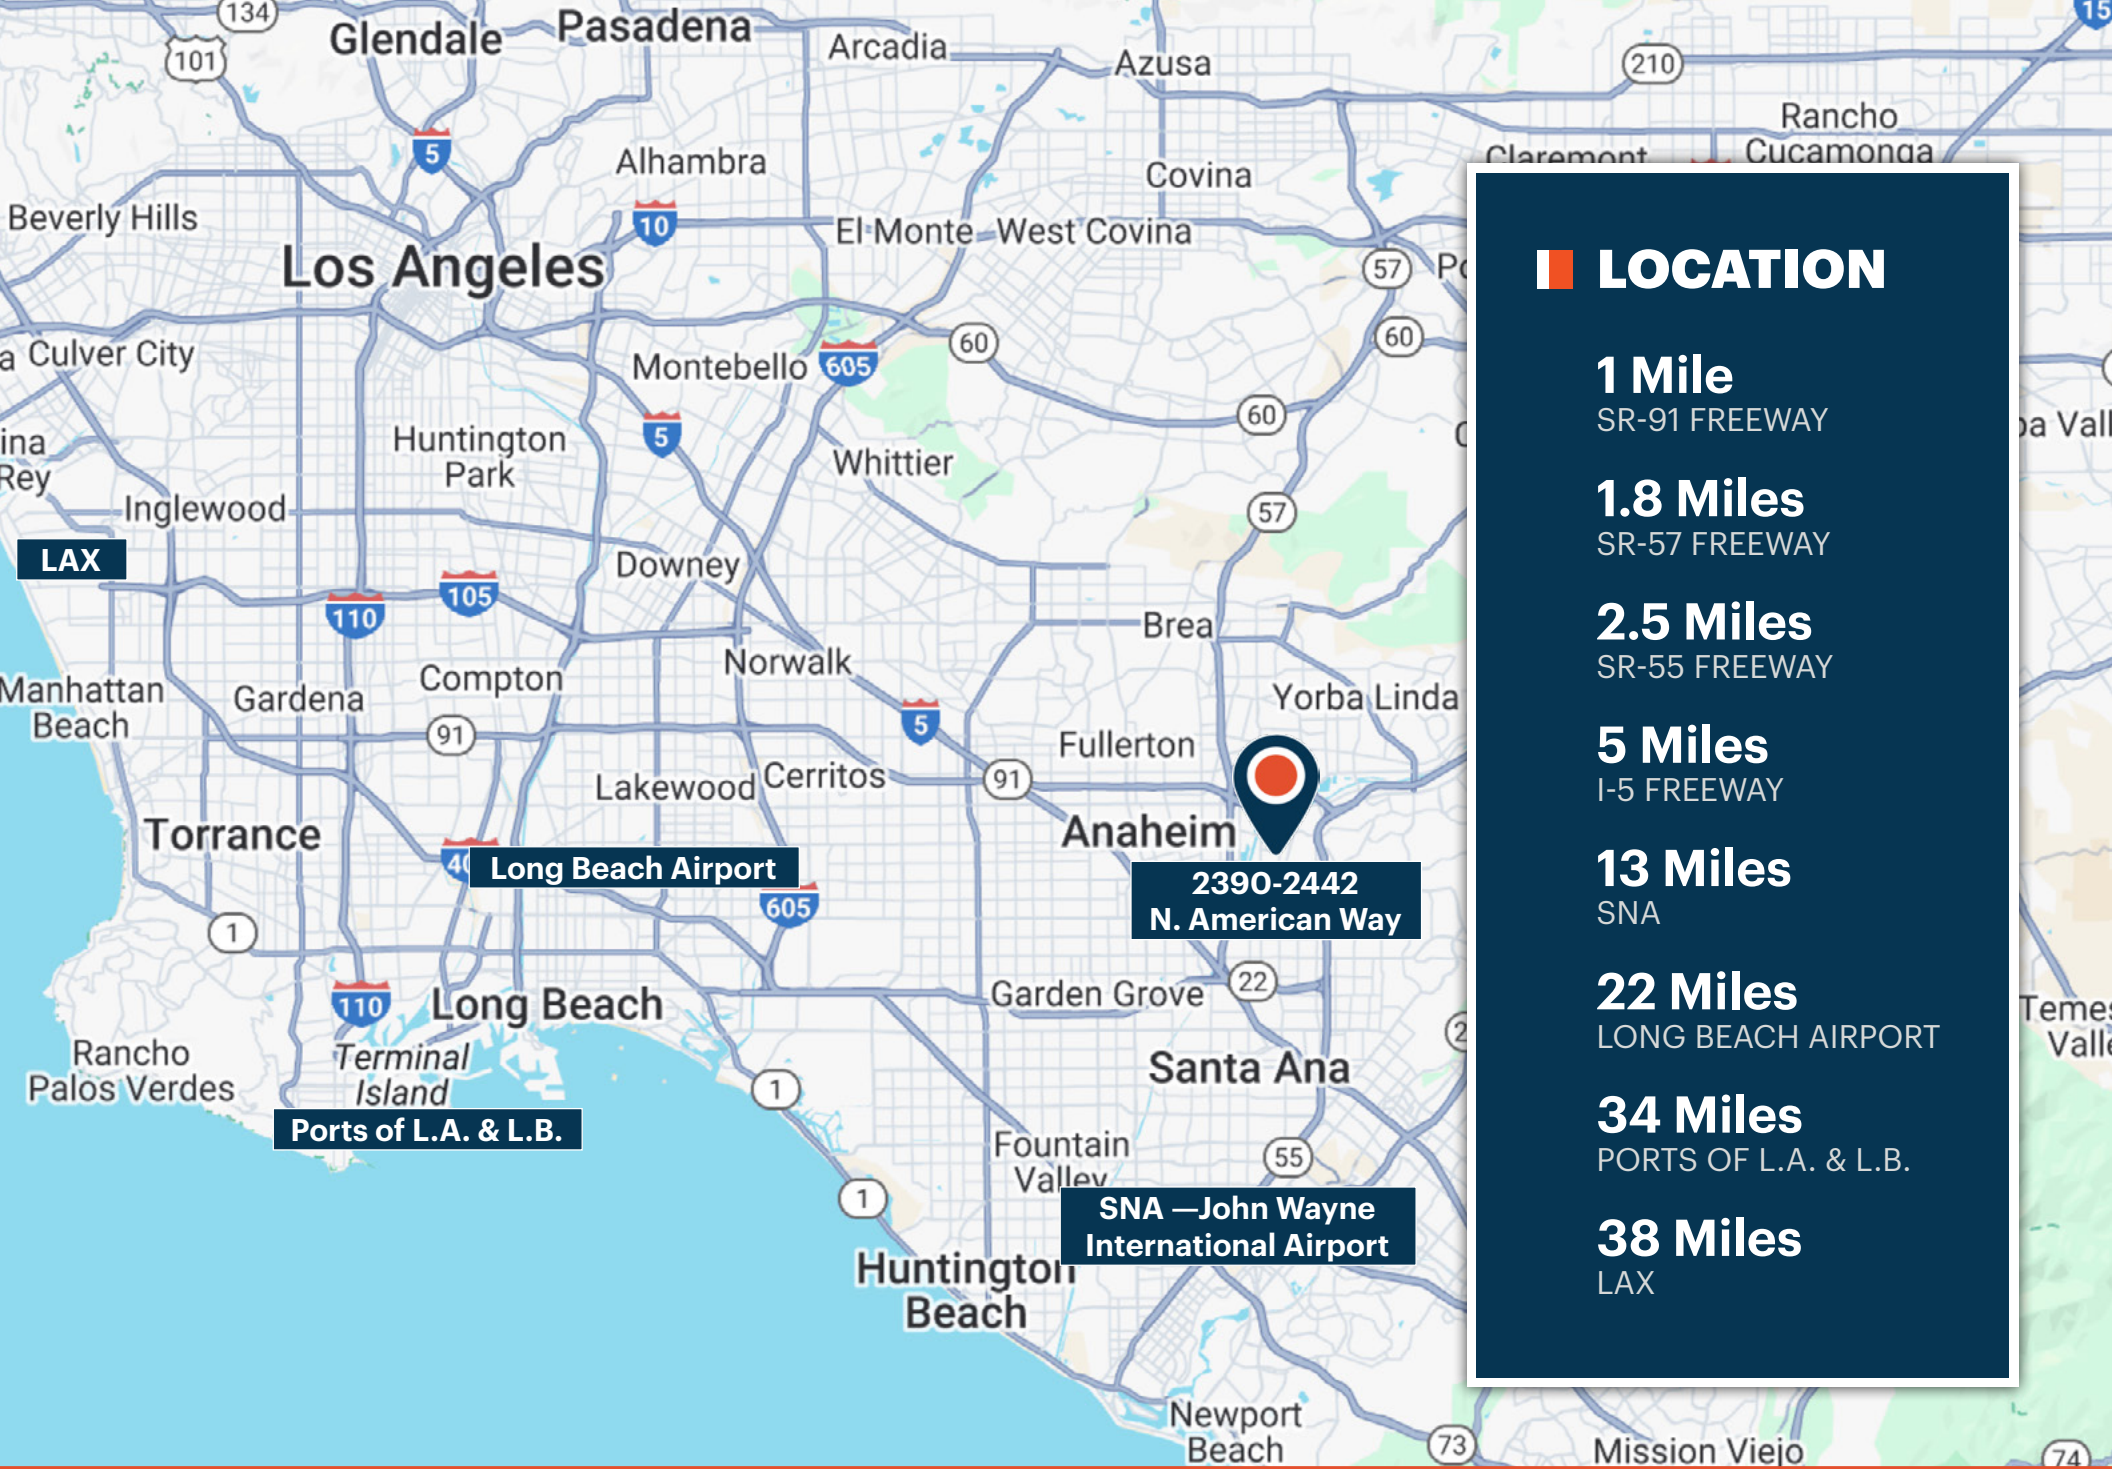 134
Glendale
Pasadena
Arcadia
Azusa
15
101
210
Rancho
Cucamonga
5
Alhambra
Covina
Claremont
Beverly Hills
10
El Monte
West Covina
Los Angeles
57
LOCATION
60
60
Culver City
Montebello
605
1 Mile
SR-91 FREEWAY
60
5
Huntington
Park
Whittier
Rey
Inglewood
57
1.8 Miles
SR-57 FREEWAY
LAX
Downey
105
110
Brea
2.5 Miles
SR-55 FREEWAY
Norwalk
Compton
Manhattan
Beach
Gardena
Yorba Linda
91
5
Fullerton
5 Miles
I-5 FREEWAY
Lakewood
Cerritos
91
Torrance
Anaheim
Long Beach Airport
2390-2442
N. American Way
13 Miles
SNA
605
1
22
110
Long Beach
Garden Grove
22 Miles
LONG BEACH AIRPORT
Rancho
Palos Verdes
Terminal
Island
Santa Ana
1
Ports of L.A. & L.B.
34 Miles
PORTS OF L.A. & L.B.
Fountain
Valley
55
1
SNA —John Wayne
International Airport
38 Miles
LAX
Huntington
Beach
Newport
Beach
73
Mission Viejo
74